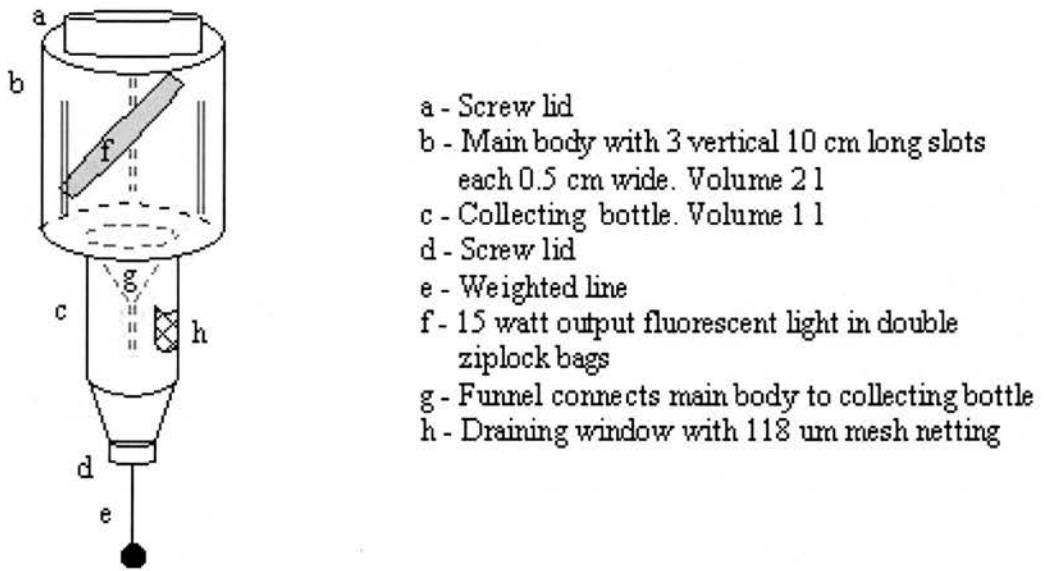 a
b
f
g
c
h
d
e
a - Screw lid
b - Main body with 3 vertical 10 cm long slots
each 0.5 cm wide. Volume 2 l
c - Collecting bottle. Volume 1 l
d - Screw lid
e - Weighted line
f - 15 watt output fluorescent light in double
ziplock bags
g - Funnel connects main body to collecting bottle
h - Draining window with 118 um mesh netting